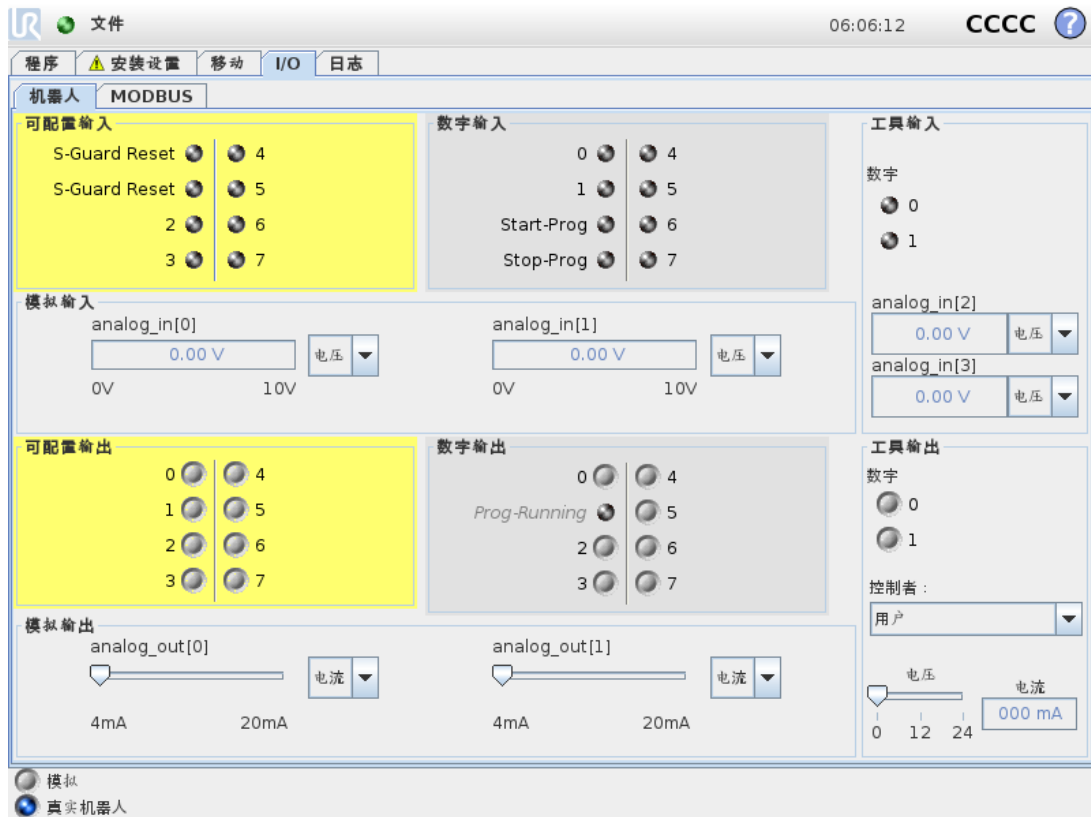 UR 文件 06:06:12 CCCC ?
程序 安装设置 移动 I/O 日志
机器人 MODBUS
可配置输入
S-Guard Reset 4
S-Guard Reset 5
2 6
3 7
数字输入
0 4
1 5
Start-Prog 6
Stop-Prog 7
工具输入
数字
0
1
analog_in[2]
0.00 V 电压
analog_in[3]
0.00 V 电压
模拟输入
analog_in[0]
0.00 V 电压
0V 10V
analog_in[1]
0.00 V 电压
0V 10V
可配置输出
0 4
1 5
2 6
3 7
数字输出
0 4
Prog-Running 5
2 6
3 7
工具输出
数字
0
1
控制者：
用户
电压
0 12 24
电流
000 mA
模拟输出
analog_out[0]
电流
4mA 20mA
analog_out[1]
电流
4mA 20mA
模拟
真实机器人